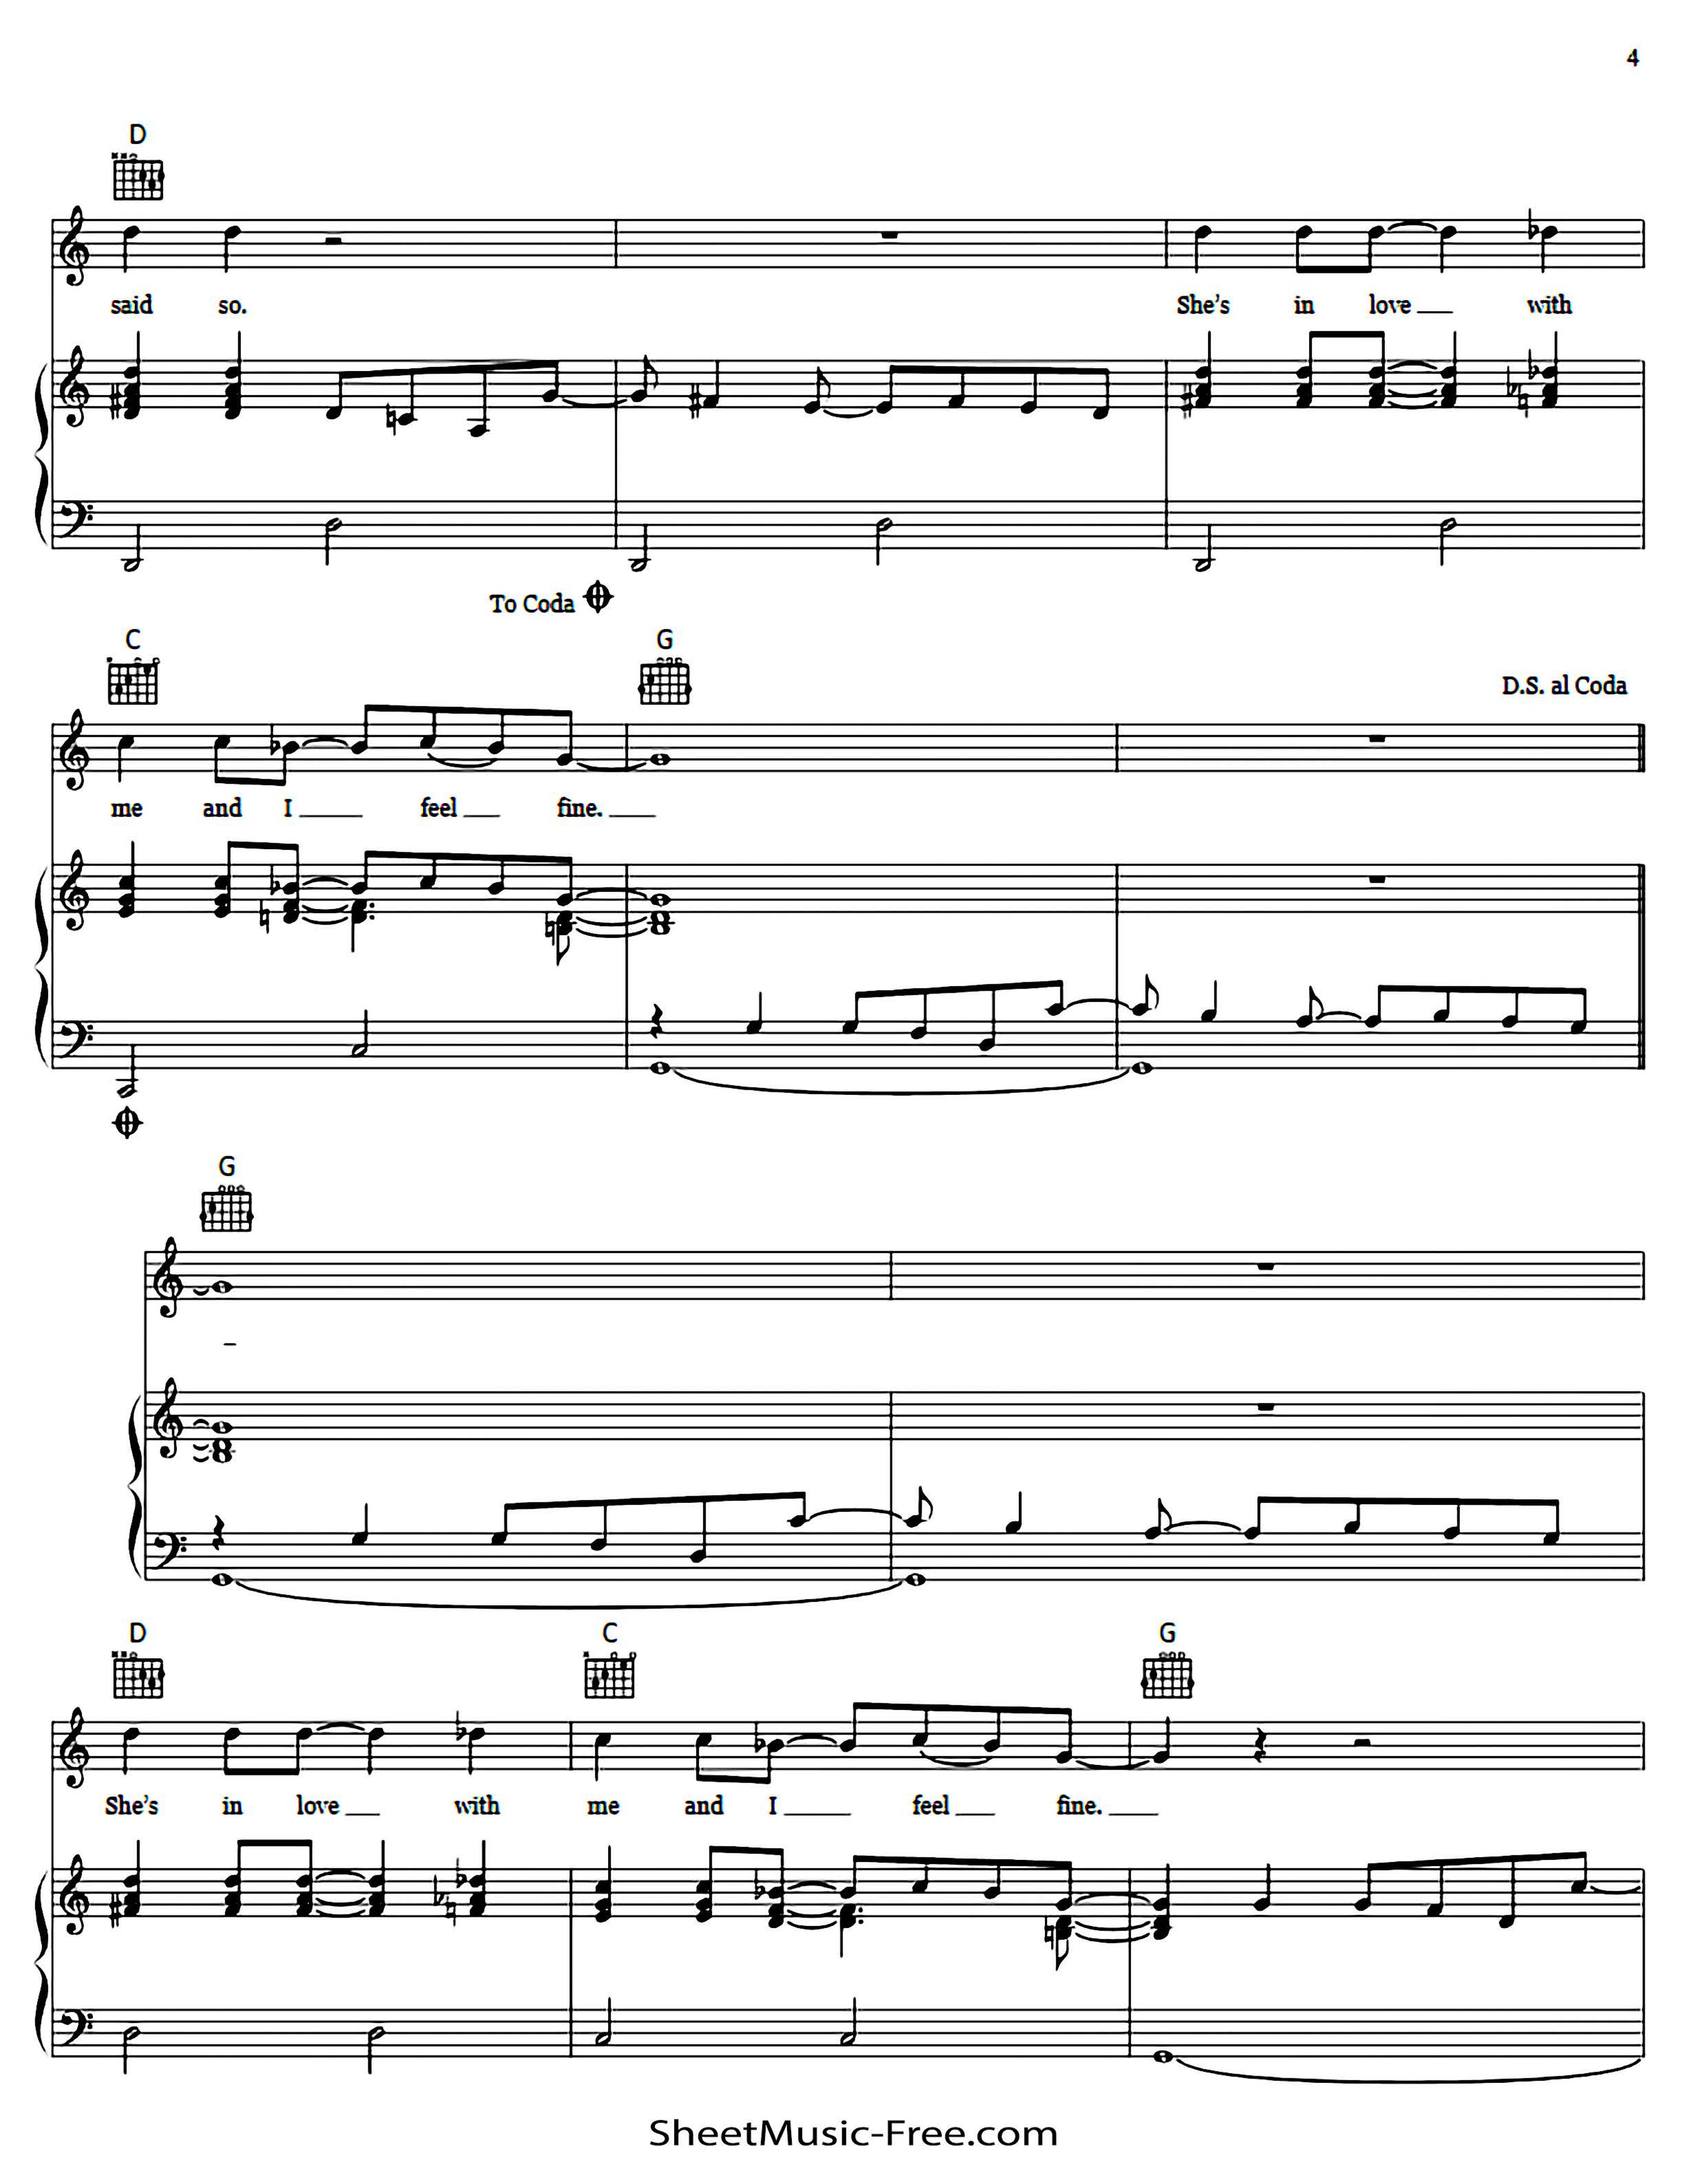 4
D
said so. She's in love with
To Coda
C G
D.S. al Coda
me and I feel fine.
G
D C G
She's in love with me and I feel fine.
SheetMusic-Free.com